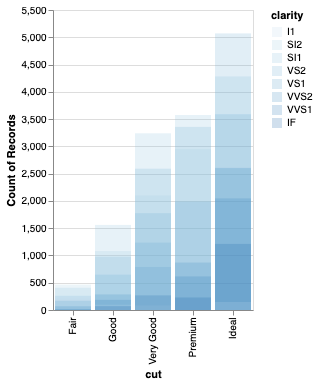 5,500
5,000
4,500
4,000
3,500
3,000
2,500
2,000
1,500
1,000
500
0
Count of Records
Fair
Good
Very Good
Premium
Ideal
cut
clarity
I1
SI2
SI1
VS2
VS1
VVS2
VVS1
IF